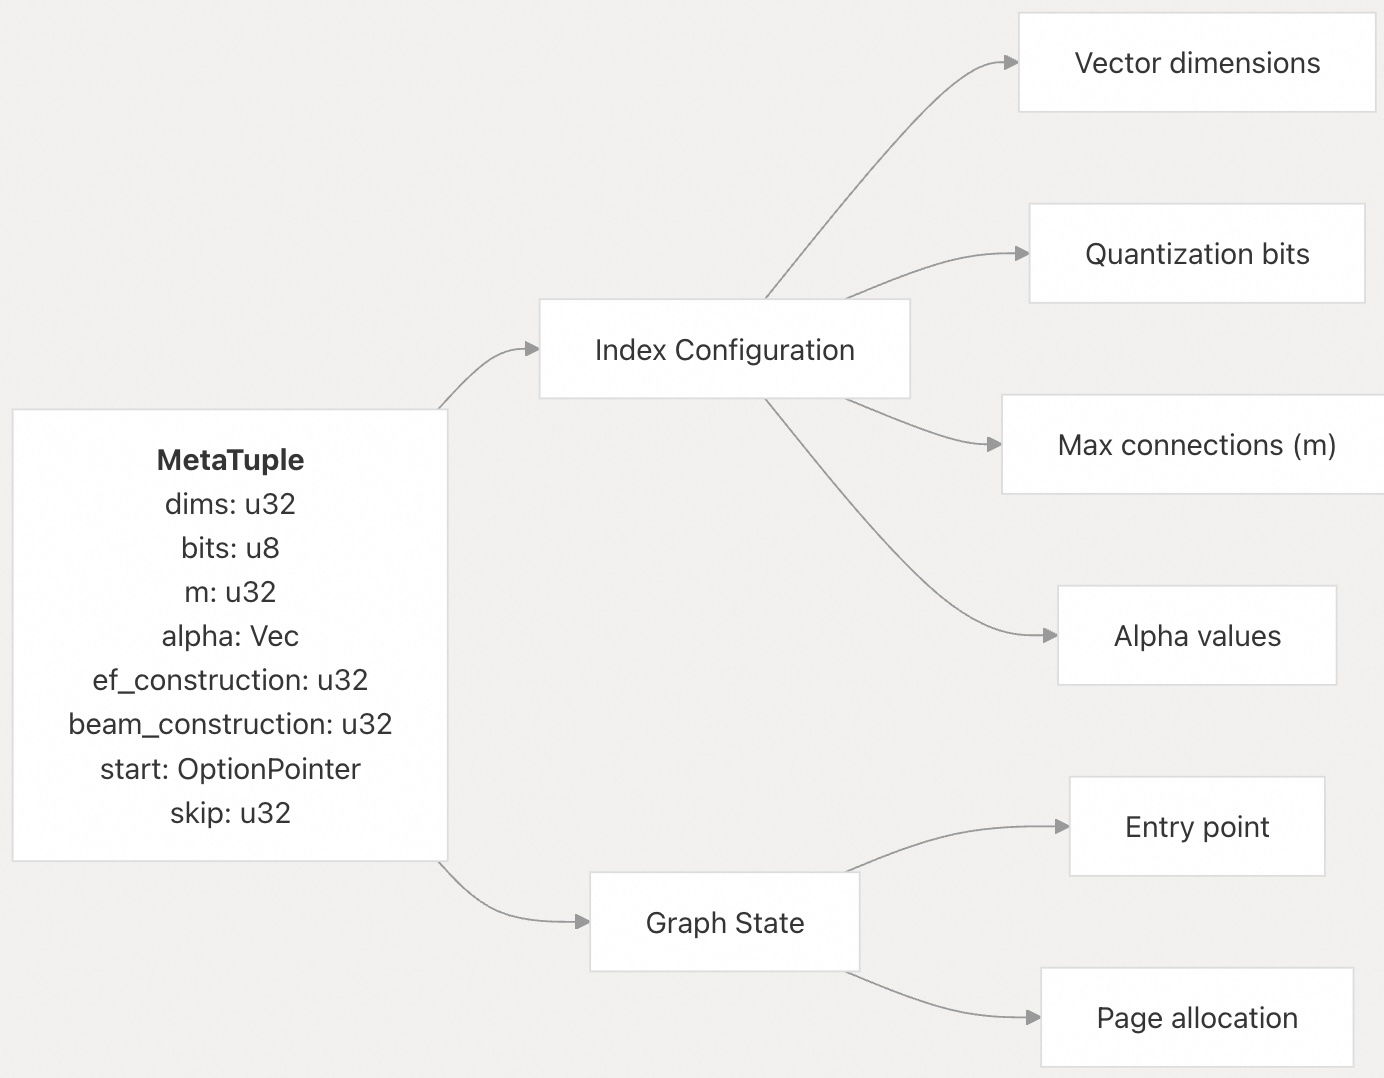 MetaTuple
dims: u32
bits: u8
m: u32
alpha: Vec
ef_construction: u32
beam_construction: u32
start: OptionPointer
skip: u32
Index Configuration
Vector dimensions
Quantization bits
Max connections (m)
Alpha values
Graph State
Entry point
Page allocation